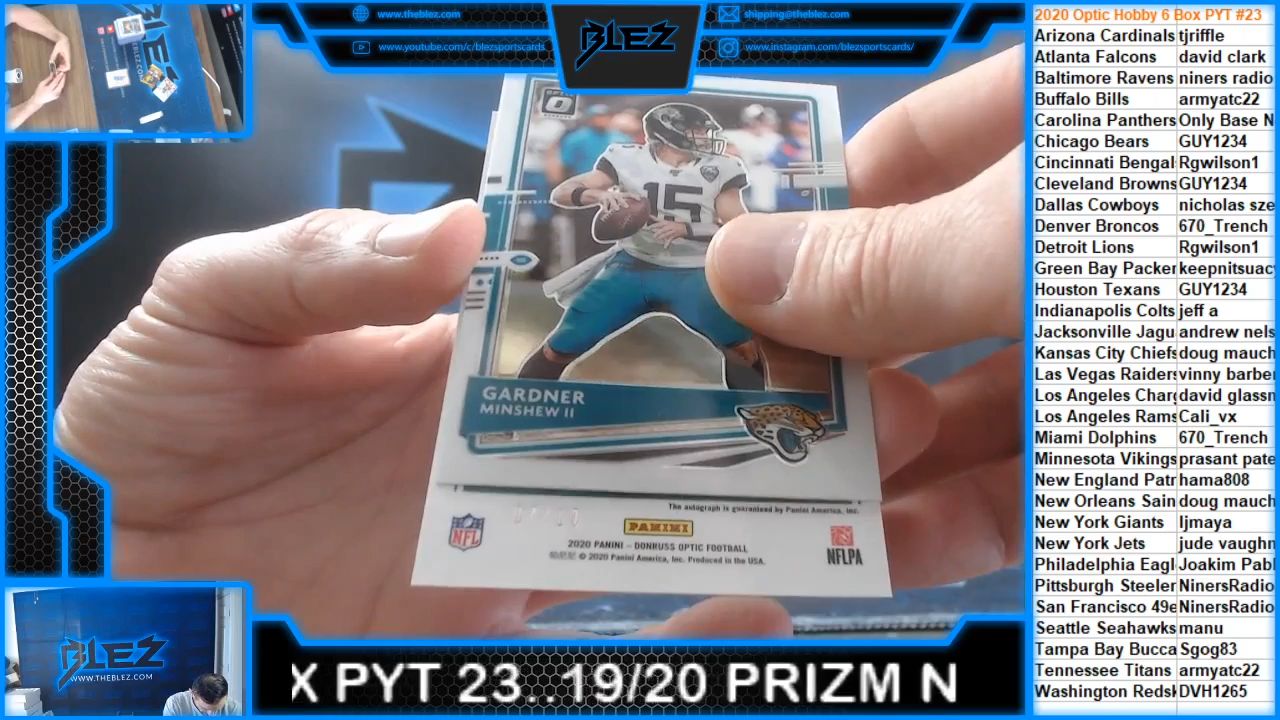 www.theblez.com
shipping@theblez.com
www.youtube.com/c/blezsportscards
www.instagram.com/blezsportscards/
BLEZ
2020 Optic Hobby 6 Box PYT #23
Arizona Cardinals tjriffle
Atlanta Falcons david clark
Baltimore Ravens niners radio
Buffalo Bills armyatc22
Carolina Panthers Only Base N
Chicago Bears GUY1234
Cincinnati Bengal Rgwilson1
Cleveland Browns GUY1234
Dallas Cowboys nicholas sze
Denver Broncos 670_Trench
Detroit Lions Rgwilson1
Green Bay Packer keepnitsuac
Houston Texans GUY1234
Indianapolis Colts jeff a
Jacksonville Jagu andrew nels
Kansas City Chiefs doug mauch
Las Vegas Raiders vinny barbe
Los Angeles Charg david glassn
Los Angeles Rams Cali_vx
Miami Dolphins 670_Trench
Minnesota Vikings prasant pate
New England Patr hama808
New Orleans Sain doug mauch
New York Giants
New York Jets jude vaughn
Philadelphia Eagl Joakim Pabl
Pittsburgh Steeler NinersRadio
San Francisco 49e NinersRadio
Seattle Seahawks manu
Tampa Bay Bucca Sgog83
Tennessee Titans armyatc22
Washington Redsk DVH1265
OPTIC
15
GARDNER
MINSHEW II
The autograph is guaranteed by Panini America, Inc.
NFL
PANINI
NFLPA
2020 PANINI – DONRUSS OPTIC FOOTBALL
© 2020 Panini America, Inc. Produced in the USA.
BLEZ
WWW.THEBLEZ.COM
X PYT 23..19/20 PRIZM N